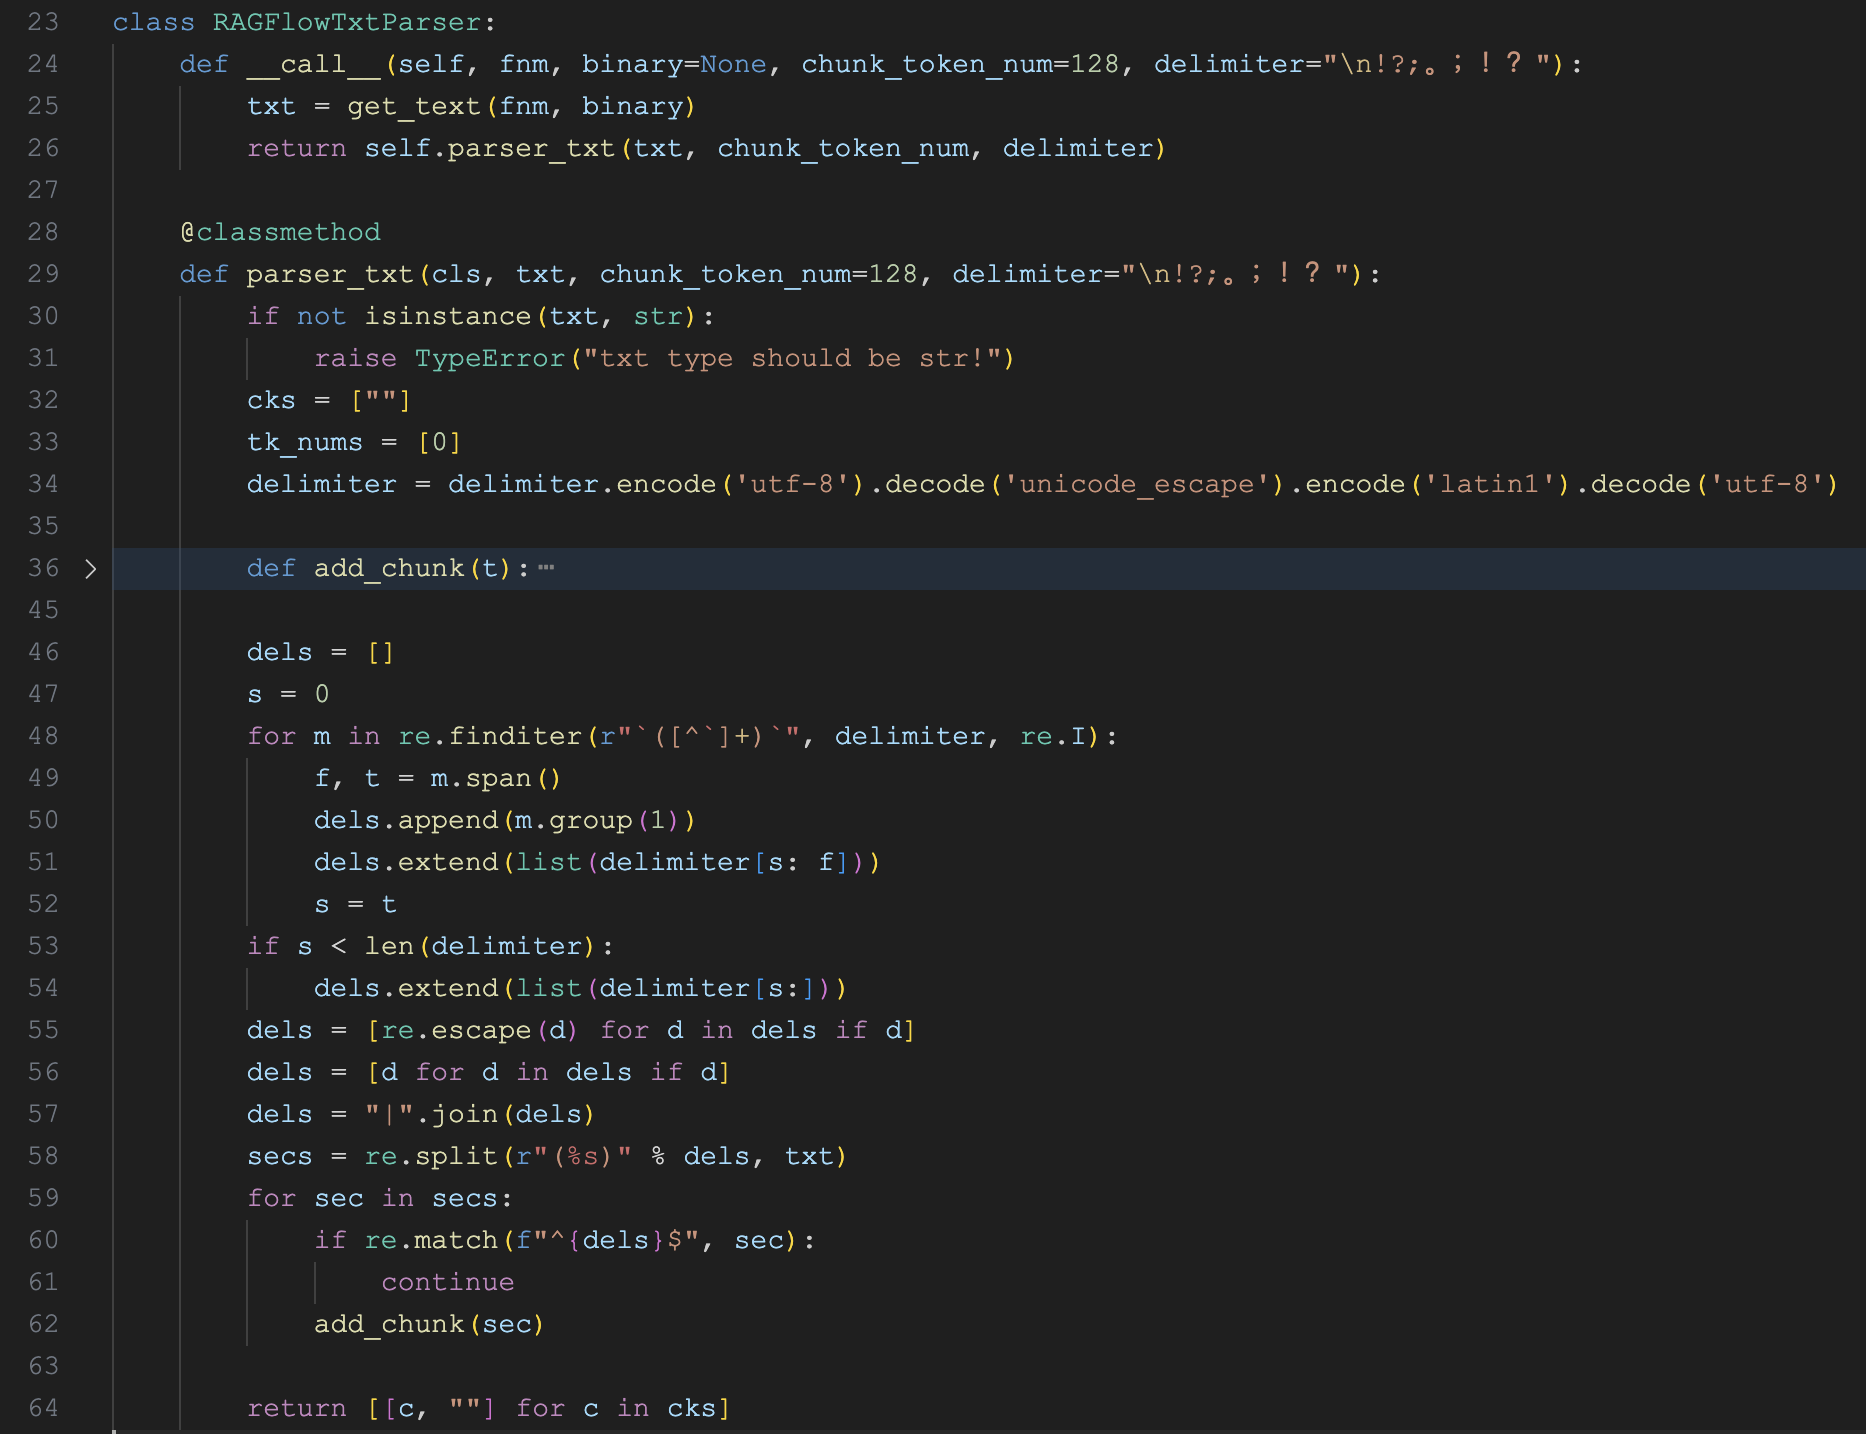 23 class RAGFlowTxtParser:
24     def __call__(self, fnm, binary=None, chunk_token_num=128, delimiter="\n!?;。；！？"):
25         txt = get_text(fnm, binary)
26         return self.parser_txt(txt, chunk_token_num, delimiter)
27
28     @classmethod
29     def parser_txt(cls, txt, chunk_token_num=128, delimiter="\n!?;。；！？"):
30         if not isinstance(txt, str):
31             raise TypeError("txt type should be str!")
32         cks = [""]
33         tk_nums = [0]
34         delimiter = delimiter.encode('utf-8').decode('unicode_escape').encode('latin1').decode('utf-8')
35
36 >       def add_chunk(t):⋯
45
46         dels = []
47         s = 0
48         for m in re.finditer(r"`([^`]+)`", delimiter, re.I):
49             f, t = m.span()
50             dels.append(m.group(1))
51             dels.extend(list(delimiter[s: f]))
52             s = t
53         if s < len(delimiter):
54             dels.extend(list(delimiter[s:]))
55         dels = [re.escape(d) for d in dels if d]
56         dels = [d for d in dels if d]
57         dels = "|".join(dels)
58         secs = re.split(r"(%s)" % dels, txt)
59         for sec in secs:
60             if re.match(f"^{dels}$", sec):
61                 continue
62             add_chunk(sec)
63
64         return [[c, ""] for c in cks]